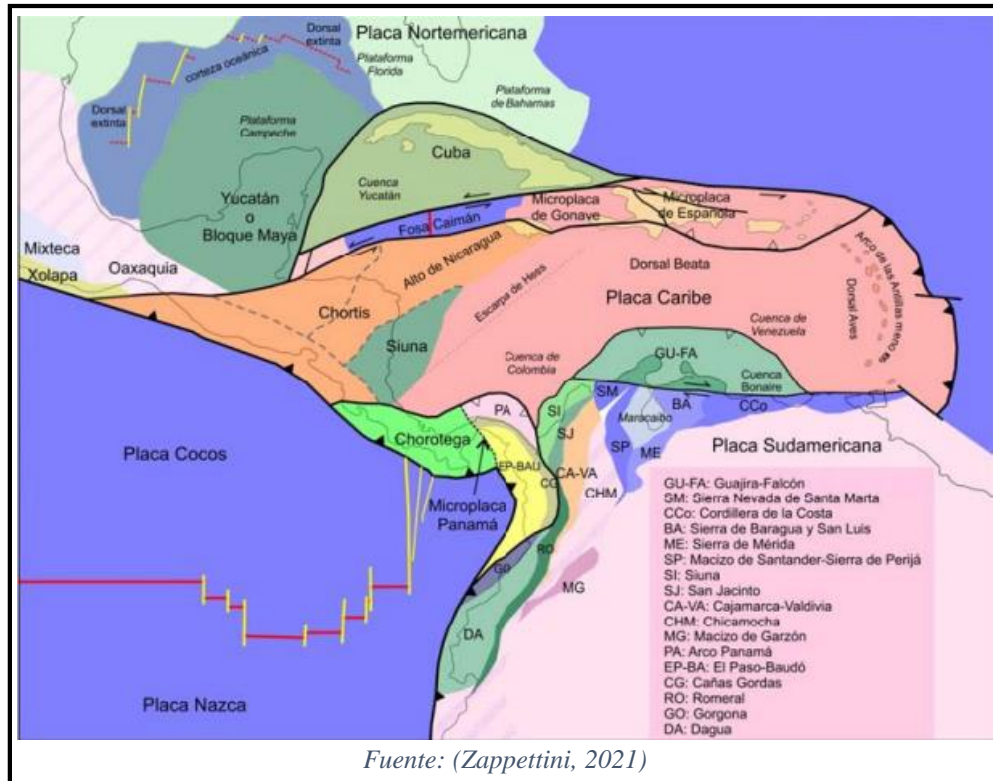 Placa Nortemericana
Dorsal
extinta
corteza oceánica
Plataforma
Florida
Plataforma
de Bahamas
Dorsal
extinta
Plataforma
Campeche
Cuba
Cuenca
Yucatán
Yucatán
o
Bloque Maya
Fosa Caimán
Microplaca
de Gonave
Microplaca
de Española
Mixteca
Xolapa
Oaxaquia
Alto de Nicaragua
Escarpa de Hess
Dorsal Beata
Placa Caribe
Dorsal Aves
Arco de las Antillas menores
Chortis
Siuna
Cuenca de
Colombia
Cuenca de
Venezuela
GU-FA
Cuenca
Bonaire
SM
BA
CCo
Maracaibo
SP
ME
PA
SI
SJ
Chorotega
EP-BAU
CG
CA-VA
CHM
Placa Cocos
Microplaca
Panamá
Placa Sudamericana
RO
GO
MG
DA
Placa Nazca
GU-FA: Guajira-Falcón
SM: Sierra Nevada de Santa Marta
CCo: Cordillera de la Costa
BA: Sierra de Baragua y San Luis
ME: Sierra de Mérida
SP: Macizo de Santander-Sierra de Perijá
SI: Siuna
SJ: San Jacinto
CA-VA: Cajamarca-Valdivia
CHM: Chicamocha
MG: Macizo de Garzón
PA: Arco Panamá
EP-BA: El Paso-Baudó
CG: Cañas Gordas
RO: Romeral
GO: Gorgona
DA: Dagua
Fuente: (Zappettini, 2021)